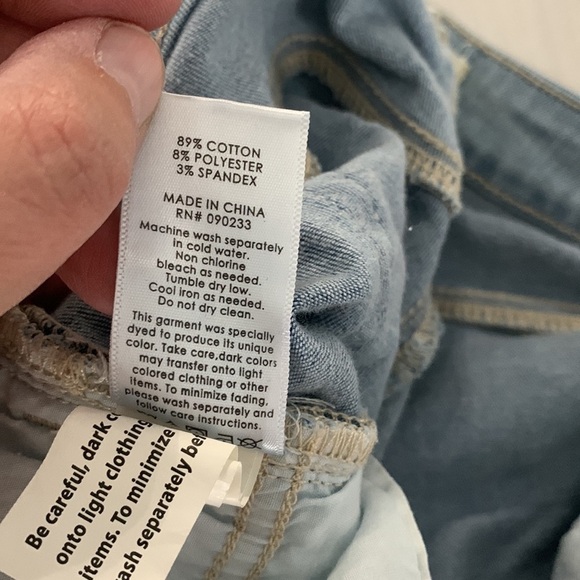 89% COTTON
8% POLYESTER
3% SPANDEX
MADE IN CHINA
RN# 090233
Machine wash separately
in cold water.
Non chlorine
bleach as needed.
Tumble dry low.
Cool iron as needed.
Do not dry clean.
This garment was specially
dyed to produce its unique
color. Take care,dark colors
may transfer onto light
colored clothing or other
items. To minimize fading,
please wash separately and
follow care instructions.
Be careful, dark
onto light clothing
items. To minimize
separately